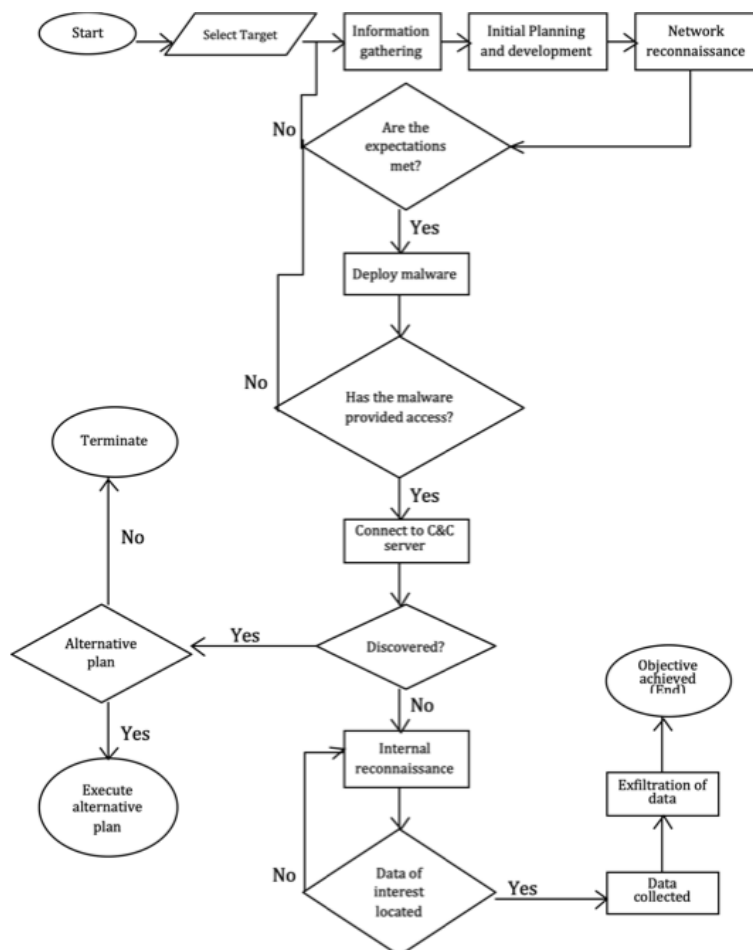 Start
Select Target
Information
gathering
Initial Planning
and development
Network
reconnaissance
No
Are the
expectations
met?
Yes
Deploy malware
No
Has the malware
provided access?
Terminate
Yes
Connect to C&C
server
No
Alternative
plan
Yes
Discovered?
Objective
achieved
(End)
No
Yes
Internal
reconnaissance
Execute
alternative
plan
Exfiltration of
data
No
Data of
interest
located
Yes
Data
collected